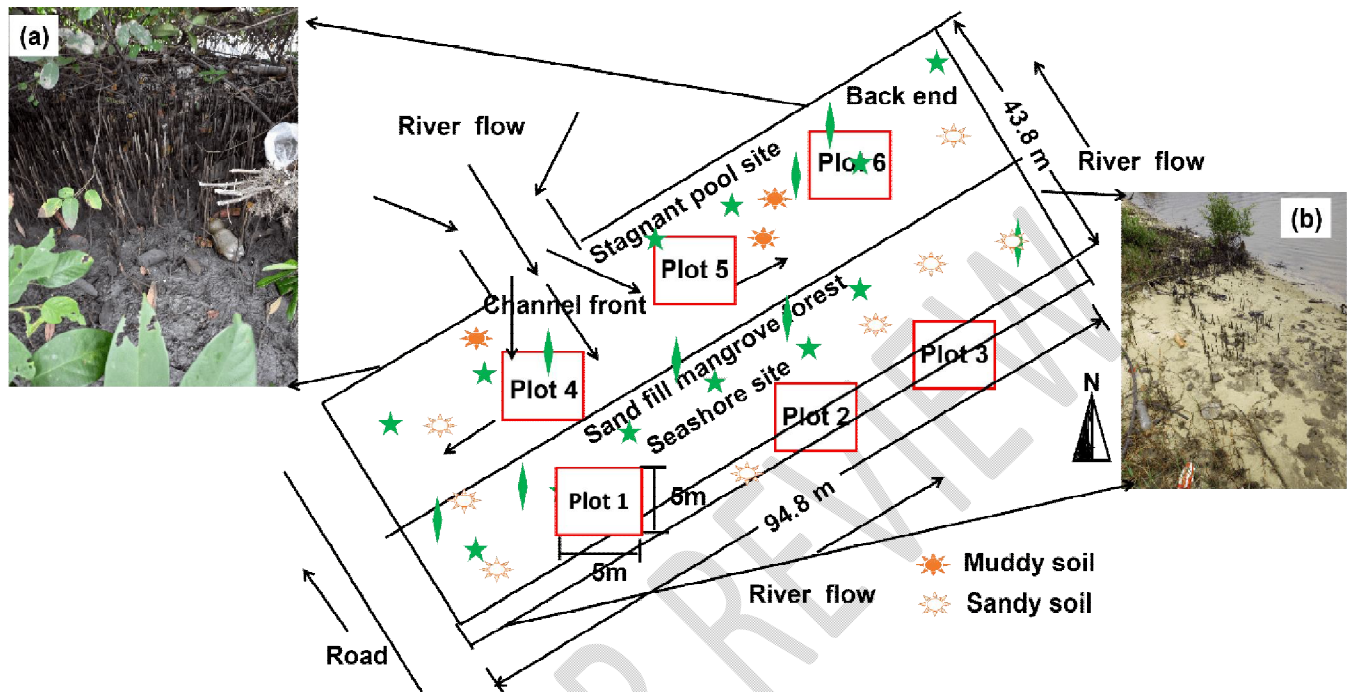 (a)
River flow
Back end
43.8 m
River flow
(b)
Stagnant pool site
Plot 6
Plot 5
Channel front
Plot 4
Sand fill mangrove forest
Seashore site
Plot 3
Plot 2
N
Plot 1
5m
5m
94.8 m
Muddy soil
Sandy soil
River flow
Road
R REVIEW